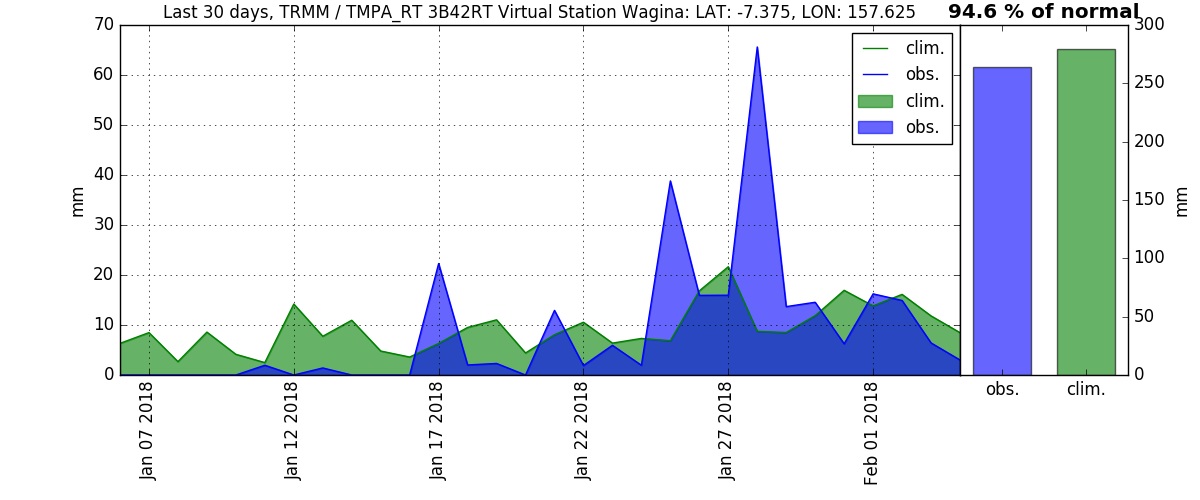 Last 30 days, TRMM / TMPA_RT 3B42RT Virtual Station Wagina: LAT: -7.375, LON: 157.625
94.6 % of normal
70
60
50
40
30
20
10
0
mm
clim.
obs.
clim.
obs.
300
250
200
150
100
50
0
mm
Jan 07 2018
Jan 12 2018
Jan 17 2018
Jan 22 2018
Jan 27 2018
Feb 01 2018
obs.
clim.